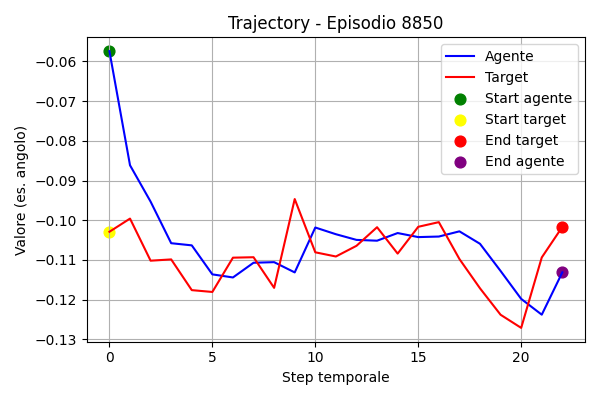 Trajectory - Episodio 8850
Agente
Target
Start agente
Start target
End target
End agente
Valore (es. angolo)
−0.06
−0.07
−0.08
−0.09
−0.10
−0.11
−0.12
−0.13
0
5
10
15
20
Step temporale